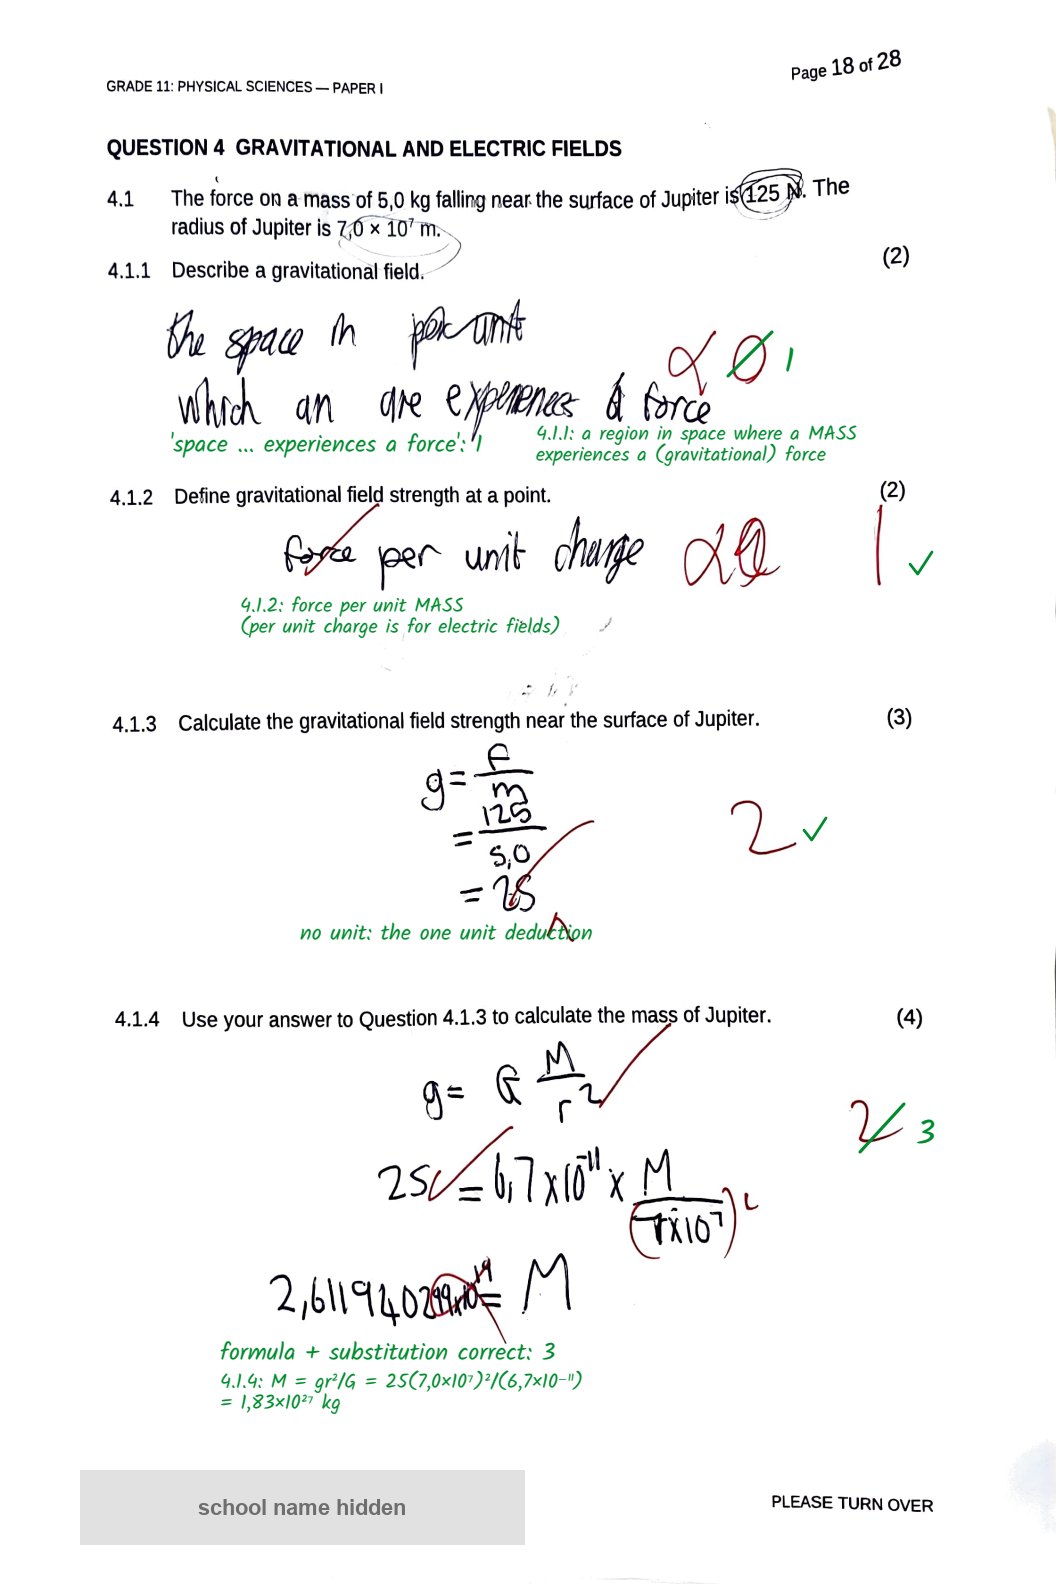 Page 18 of 28
GRADE 11: PHYSICAL SCIENCES — PAPER I
QUESTION 4 GRAVITATIONAL AND ELECTRIC FIELDS
4.1 The force on a mass of 5,0 kg falling near the surface of Jupiter is 125 N. The
radius of Jupiter is 7,0 × 10⁷ m.
4.1.1 Describe a gravitational field. (2)
the space in per unit
which an are experiences a force
α 0 1
'space ... experiences a force': 1
4.1.1: a region in space where a MASS
experiences a (gravitational) force
4.1.2 Define gravitational field strength at a point. (2)
force per unit charge 1 ✓
4.1.2: force per unit MASS
(per unit charge is for electric fields)
4.1.3 Calculate the gravitational field strength near the surface of Jupiter. (3)
g = F/m
= 125/5,0
= 25
2 ✓
no unit: the one unit deduction
4.1.4 Use your answer to Question 4.1.3 to calculate the mass of Jupiter. (4)
g = G M/r²
2 3
25 = 6,7 × 10⁻¹¹ × M/(7×10⁷)²
2,611940299×10¹⁹ = M
formula + substitution correct: 3
4.1.4: M = gr²/G = 25(7,0×10⁷)²/(6,7×10⁻¹¹)
= 1,83×10²⁷ kg
school name hidden
PLEASE TURN OVER